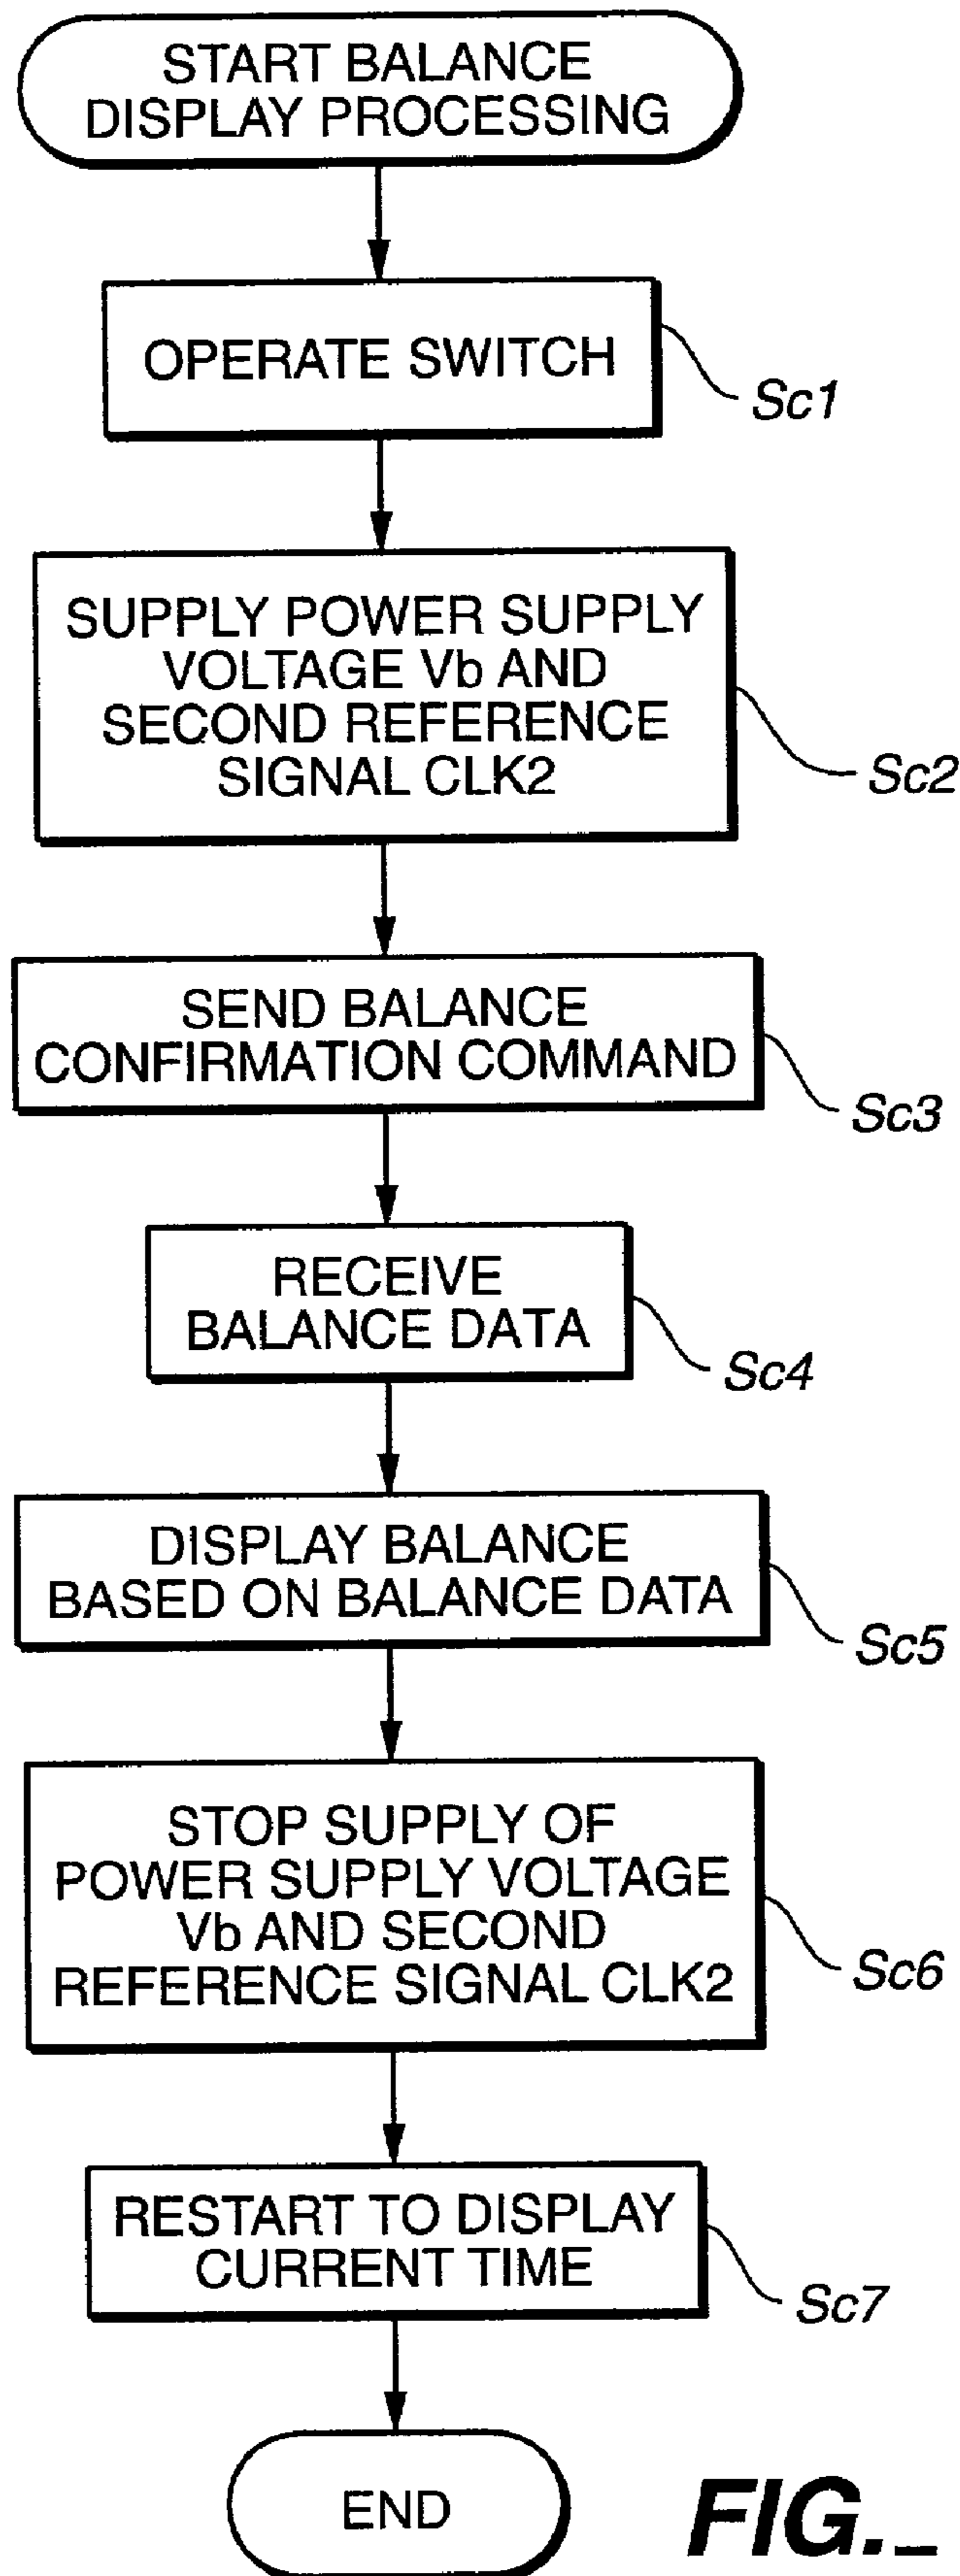 START BALANCE
DISPLAY PROCESSING
OPERATE SWITCH
Sc1
SUPPLY POWER SUPPLY
VOLTAGE Vb AND
SECOND REFERENCE
SIGNAL CLK2
Sc2
SEND BALANCE
CONFIRMATION COMMAND
Sc3
RECEIVE
BALANCE DATA
Sc4
DISPLAY BALANCE
BASED ON BALANCE DATA
Sc5
STOP SUPPLY OF
POWER SUPPLY VOLTAGE
Vb AND SECOND
REFERENCE SIGNAL CLK2
Sc6
RESTART TO DISPLAY
CURRENT TIME
Sc7
END
FIG._